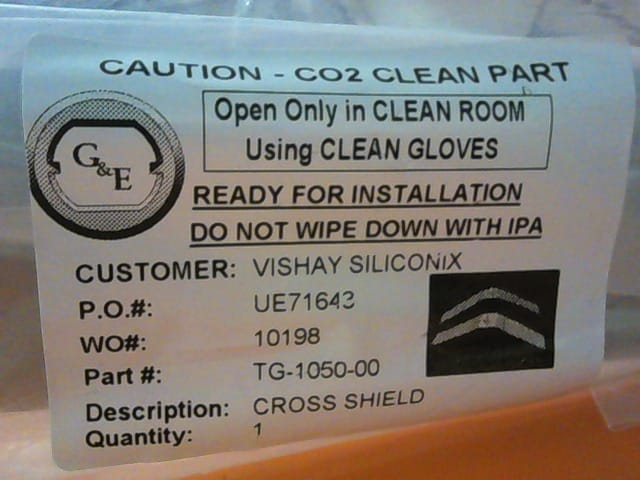 CAUTION - CO2 CLEAN PART
Open Only in CLEAN ROOM
Using CLEAN GLOVES
G&E
READY FOR INSTALLATION
DO NOT WIPE DOWN WITH IPA
CUSTOMER: VISHAY SILICONIX
P.O.#: UE71643
WO#: 10198
Part #: TG-1050-00
Description: CROSS SHIELD
Quantity: 1